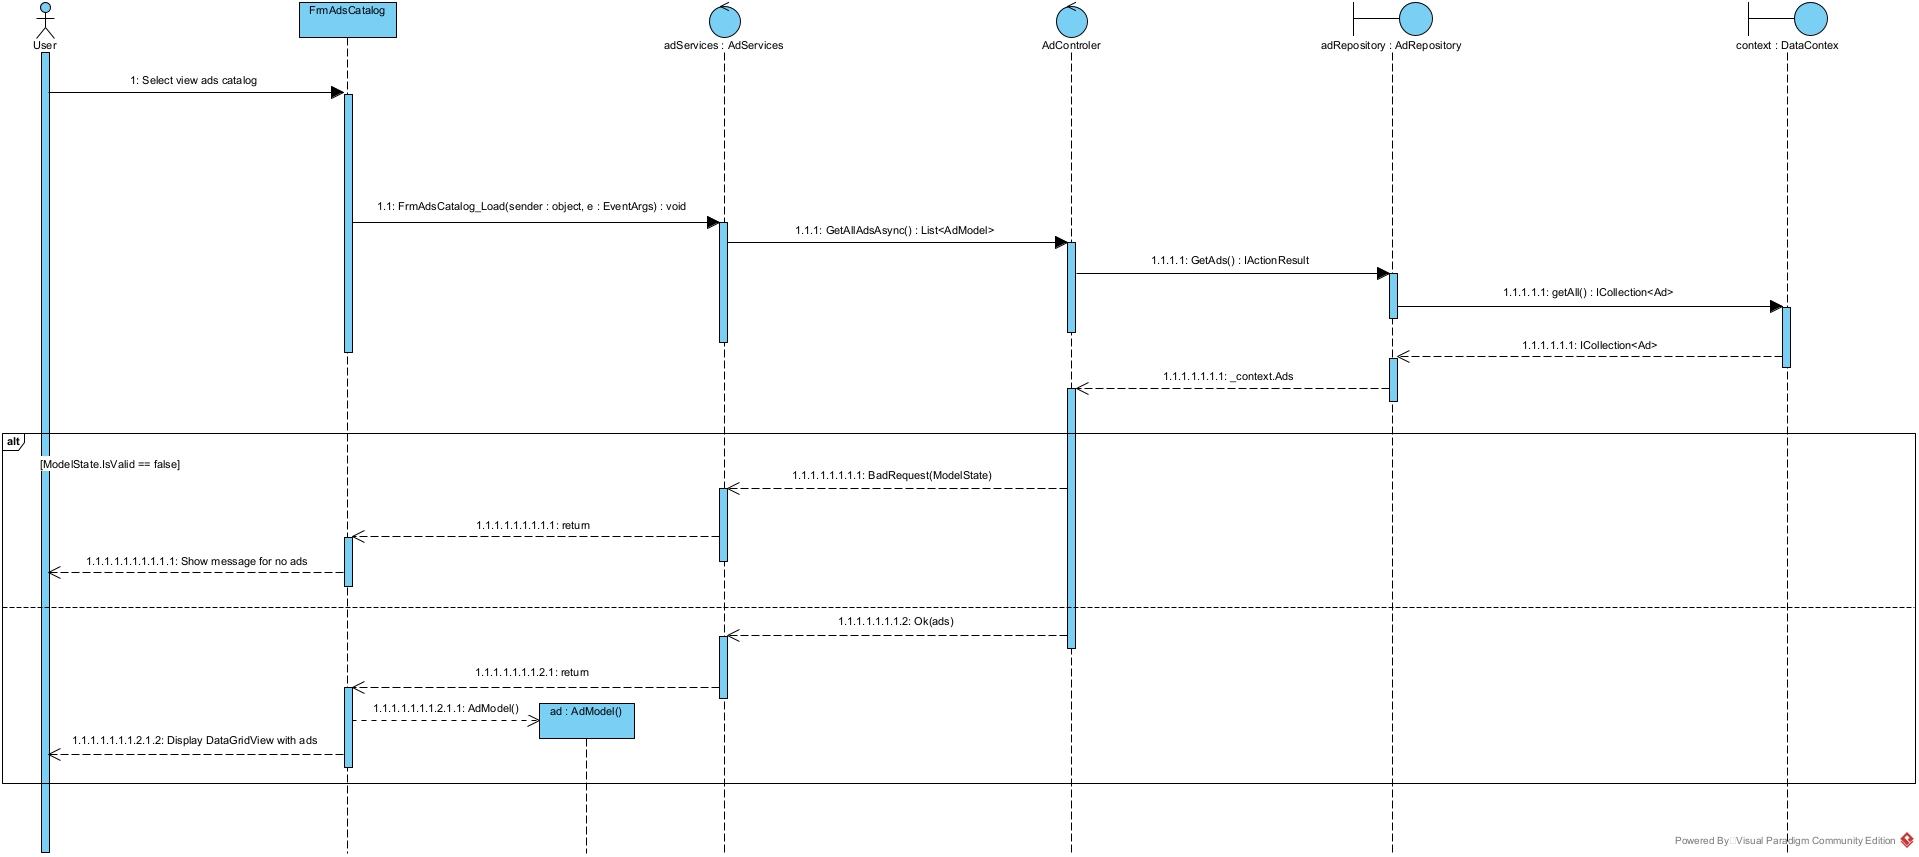 FrmAdsCatalog
User
adServices : AdServices
AdControler
adRepository : AdRepository
context : DataContex
1: Select view ads catalog
1.1: FrmAdsCatalog_Load(sender : object, e : EventArgs) : void
1.1.1: GetAllAdsAsync() : List<AdModel>
1.1.1.1: GetAds() : IActionResult
1.1.1.1.1: getAll() : ICollection<Ad>
1.1.1.1.1.1: ICollection<Ad>
1.1.1.1.1.1.1: _context.Ads
alt
[ModelState.IsValid == false]
1.1.1.1.1.1.1.1: BadRequest(ModelState)
1.1.1.1.1.1.1.1.1: return
1.1.1.1.1.1.1.1.1.1: Show message for no ads
1.1.1.1.1.1.1.2: Ok(ads)
1.1.1.1.1.1.1.2.1: return
1.1.1.1.1.1.1.2.1.1: AdModel()
ad : AdModel()
1.1.1.1.1.1.1.2.1.2: Display DataGridView with ads
Powered By Visual Paradigm Community Edition